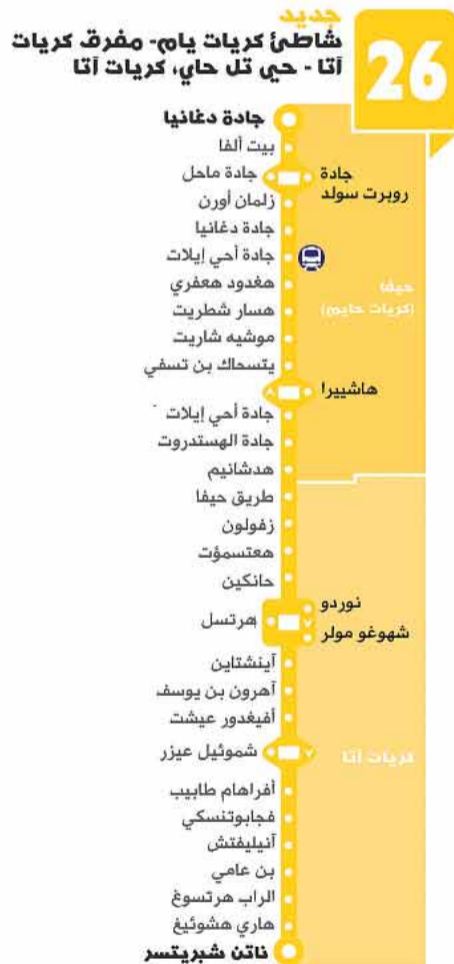 جديد
26
شاطئ كريات يام- مفرق كريات
آتا - حي تل حاي، كريات آتا
جادة دغانيا
بيت ألفا
جادة ماحل
جادة
روبرت سولد
زلمان أورن
جادة دغانيا
جادة أحي إيلات
هغدود هعفري
حيفا
(كريات حاييم)
هسار شطريت
موشيه شاريت
يتسحاك بن تسفي
هاشييرا
جادة أحي إيلات
جادة الهستدروت
هدشانيم
طريق حيفا
زفولون
هعتسمؤت
حانكين
نوردو
هرتسل
شهوغو مولر
آينشتاين
آهرون بن يوسف
أفيغدور عيشت
شموئيل عيزر
كريات آتا
أفراهام طابيب
فجابوتنسكي
آنيليفتش
بن عامي
الراب هرتسوغ
هاري هشوئيغ
ناتن شبريتسر